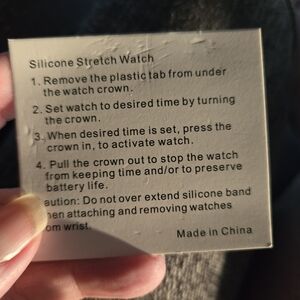 Silicone Stretch Watch
1. Remove the plastic tab from under
the watch crown.
2. Set watch to desired time by turning
the crown.
3. When desired time is set, press the
crown in, to activate watch.
4. Pull the crown out to stop the watch
from keeping time and/or to preserve
battery life.
aution: Do not over extend silicone band
en attaching and removing watches
om wrist.
Made in China